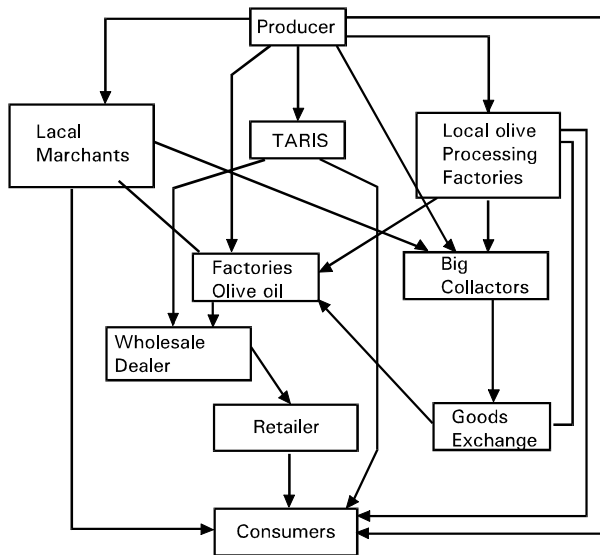 Producer
Lacal
Marchants
TARIS
Local olive
Processing
Factories
Factories
Olive oil
Big
Collactors
Wholesale
Dealer
Retailer
Goods
Exchange
Consumers